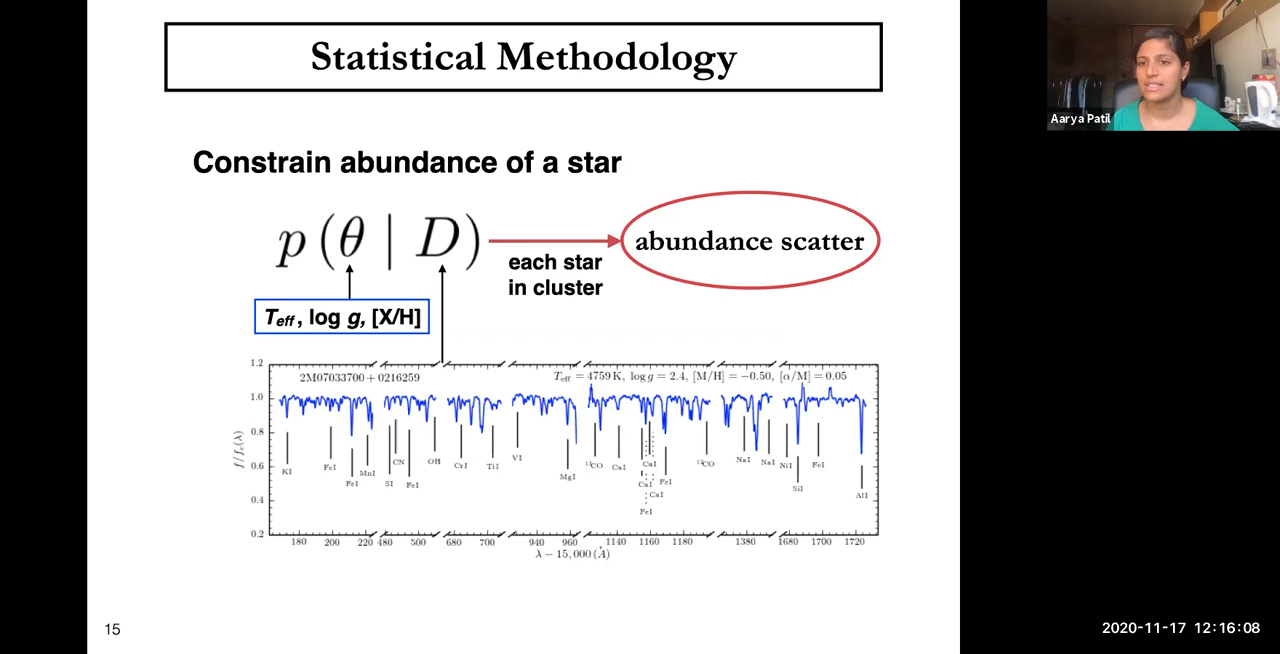 Statistical Methodology
Aarya Patil
Constrain abundance of a star
p (θ | D)
abundance scatter
each star
in cluster
Teff, log g, [X/H]
2M07033700+0216259
Teff = 4759 K, log g = 2.4, [M/H] = −0.50, [α/M] = 0.05
1.2
1.0
0.8
0.6
0.4
0.2
f/fc(λ)
KI
FeI
FeI
MnI
SI
CN
FeI
OH
CrI
TiI
VI
MgI
¹²CO
CaI
CaI
CaI
CaI
FeI
FeI
¹²CO
NaI
NaI
NiI
SiI
FeI
AlI
180 200 220 480 500 680 700 940 960 1140 1160 1180 1380 1680 1700 1720
λ − 15,000 (Å)
15
2020-11-17 12:16:08